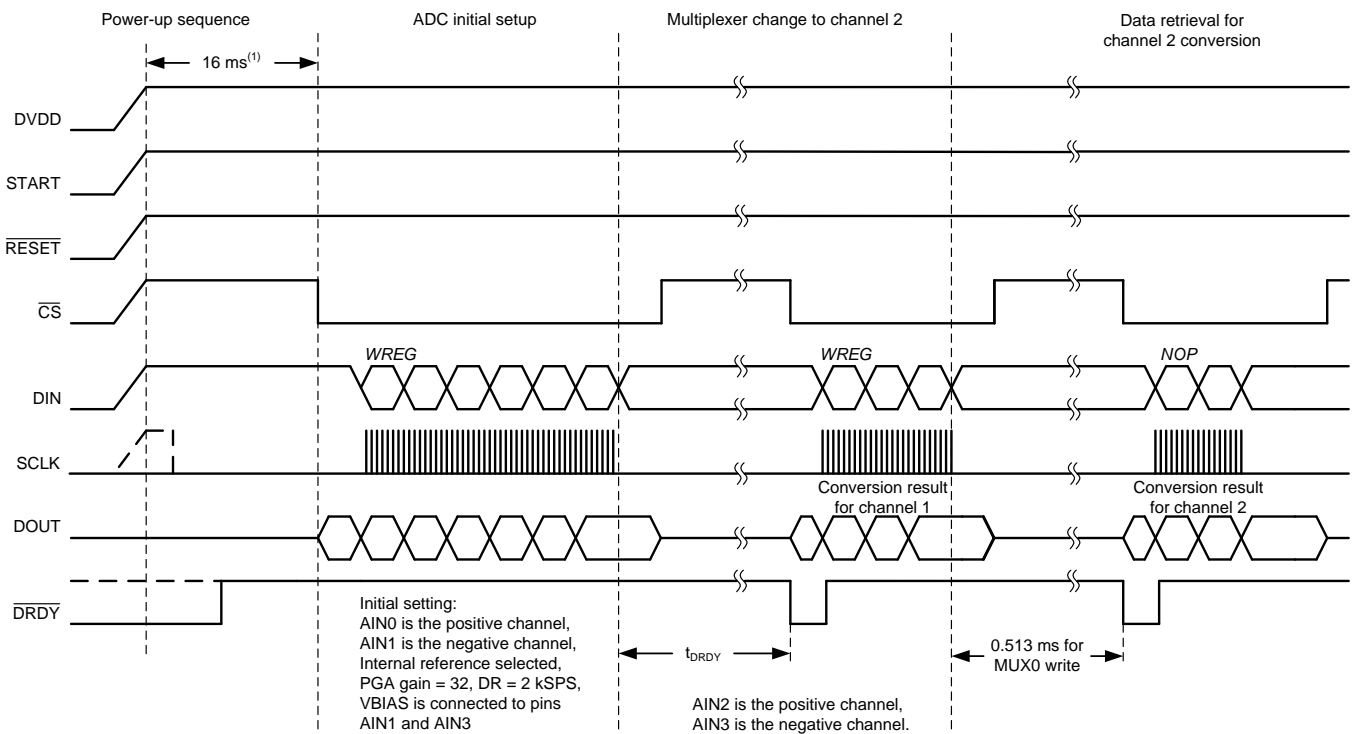 Power-up sequence
ADC initial setup
Multiplexer change to channel 2
Data retrieval for
channel 2 conversion
16 ms(1)
DVDD
START
RESET
CS
WREG
WREG
NOP
DIN
SCLK
Conversion result
for channel 1
Conversion result
for channel 2
DOUT
DRDY
Initial setting:
AIN0 is the positive channel,
AIN1 is the negative channel,
Internal reference selected,
PGA gain = 32, DR = 2 kSPS,
VBIAS is connected to pins
AIN1 and AIN3
tDRDY
0.513 ms for
MUX0 write
AIN2 is the positive channel,
AIN3 is the negative channel.